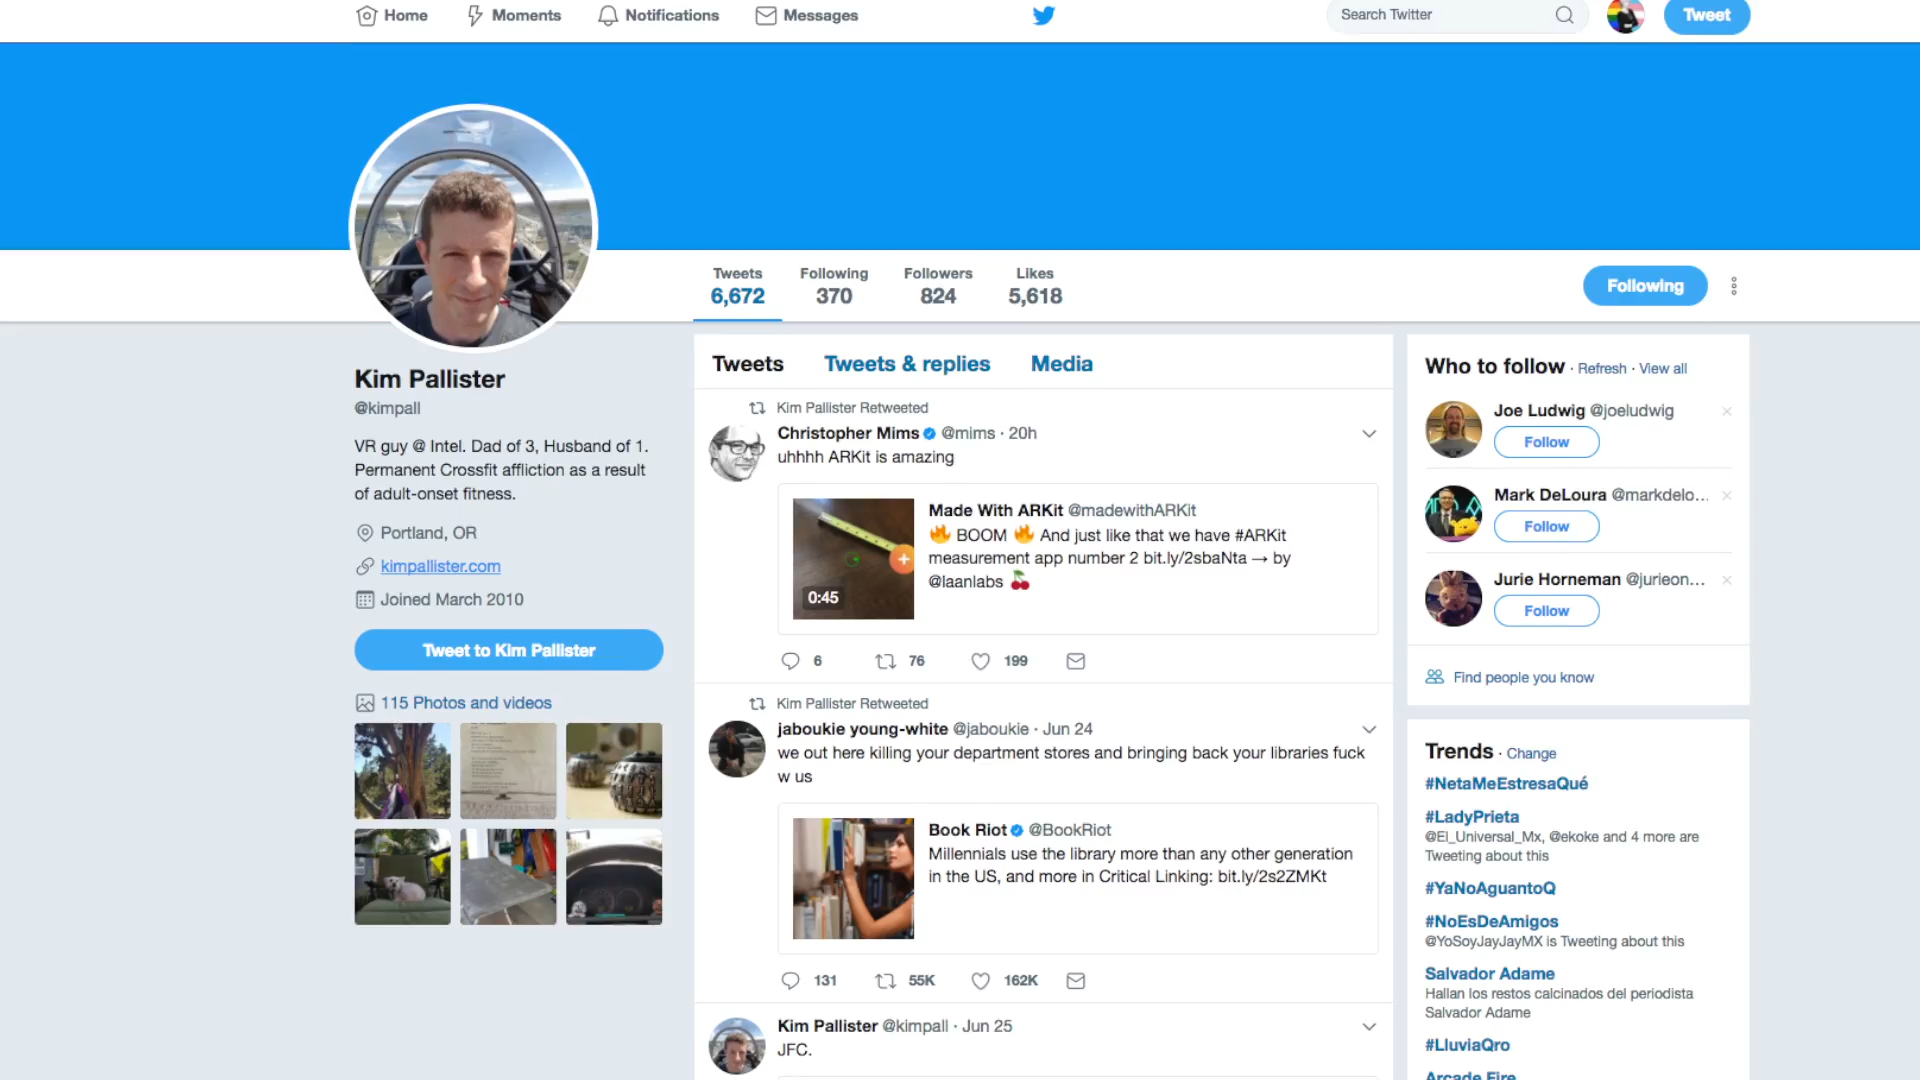 Home
Moments
Notifications
Messages
Search Twitter
Tweet
Tweets
6,672
Following
370
Followers
824
Likes
5,618
Following
Kim Pallister
@kimpall
VR guy @ Intel. Dad of 3, Husband of 1.
Permanent Crossfit affliction as a result
of adult-onset fitness.
Portland, OR
kimpallister.com
Joined March 2010
Tweet to Kim Pallister
115 Photos and videos
Tweets
Tweets & replies
Media
Kim Pallister Retweeted
Christopher Mims @mims · 20h
uhhhh ARKit is amazing
Made With ARKit @madewithARKit
🔥 BOOM 🔥 And just like that we have #ARKit
measurement app number 2 bit.ly/2sbaNta → by
@laanlabs 🍒
0:45
6
76
199
Kim Pallister Retweeted
jaboukie young-white @jaboukie · Jun 24
we out here killing your department stores and bringing back your libraries fuck
w us
Book Riot @BookRiot
Millennials use the library more than any other generation
in the US, and more in Critical Linking: bit.ly/2s2ZMKt
131
55K
162K
Kim Pallister @kimpall · Jun 25
JFC.
Who to follow · Refresh · View all
Joe Ludwig @joeludwig
Follow
Mark DeLoura @markdelo...
Follow
Jurie Horneman @jurieon...
Follow
Find people you know
Trends · Change
#NetaMeEstresaQué
#LadyPrieta
@El_Universal_Mx, @ekoke and 4 more are
Tweeting about this
#YaNoAguantoQ
#NoEsDeAmigos
@YoSoyJayJayMX is Tweeting about this
Salvador Adame
Hallan los restos calcinados del periodista
Salvador Adame
#LluviaQro
Arcade Fire